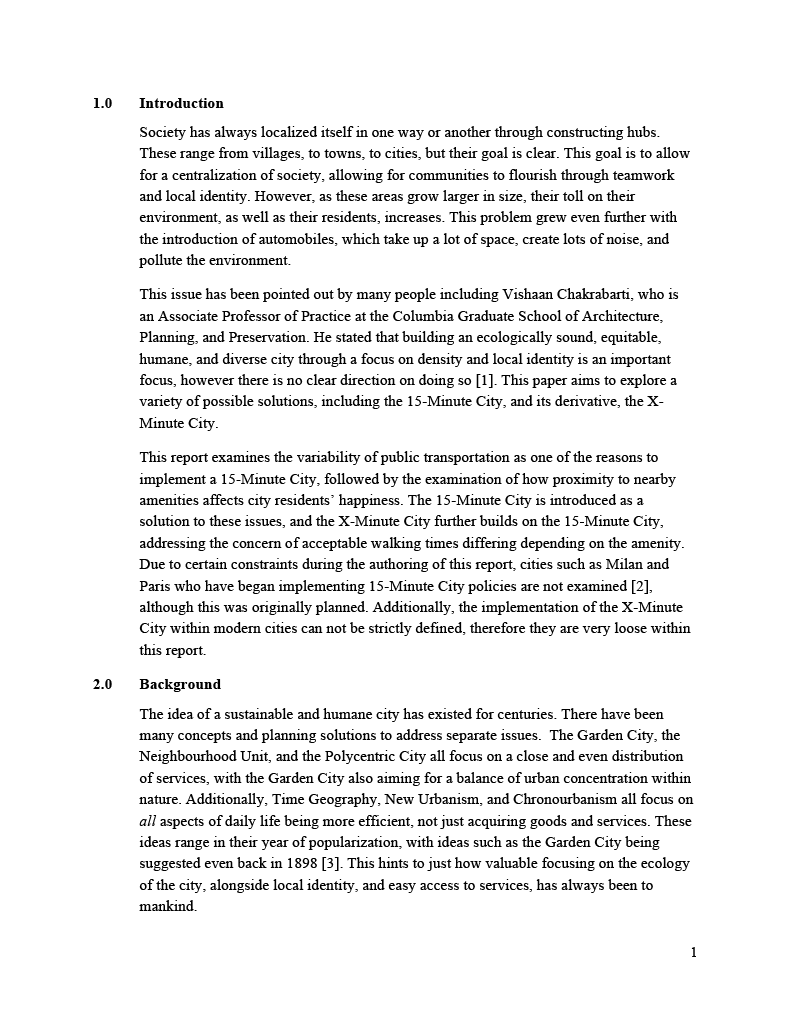 1.0 Introduction
Society has always localized itself in one way or another through constructing hubs.
These range from villages, to towns, to cities, but their goal is clear. This goal is to allow
for a centralization of society, allowing for communities to flourish through teamwork
and local identity. However, as these areas grow larger in size, their toll on their
environment, as well as their residents, increases. This problem grew even further with
the introduction of automobiles, which take up a lot of space, create lots of noise, and
pollute the environment.
This issue has been pointed out by many people including Vishaan Chakrabarti, who is
an Associate Professor of Practice at the Columbia Graduate School of Architecture,
Planning, and Preservation. He stated that building an ecologically sound, equitable,
humane, and diverse city through a focus on density and local identity is an important
focus, however there is no clear direction on doing so [1]. This paper aims to explore a
variety of possible solutions, including the 15-Minute City, and its derivative, the X-
Minute City.
This report examines the variability of public transportation as one of the reasons to
implement a 15-Minute City, followed by the examination of how proximity to nearby
amenities affects city residents’ happiness. The 15-Minute City is introduced as a
solution to these issues, and the X-Minute City further builds on the 15-Minute City,
addressing the concern of acceptable walking times differing depending on the amenity.
Due to certain constraints during the authoring of this report, cities such as Milan and
Paris who have began implementing 15-Minute City policies are not examined [2],
although this was originally planned. Additionally, the implementation of the X-Minute
City within modern cities can not be strictly defined, therefore they are very loose within
this report.
2.0 Background
The idea of a sustainable and humane city has existed for centuries. There have been
many concepts and planning solutions to address separate issues.  The Garden City, the
Neighbourhood Unit, and the Polycentric City all focus on a close and even distribution
of services, with the Garden City also aiming for a balance of urban concentration within
nature. Additionally, Time Geography, New Urbanism, and Chronourbanism all focus on
all aspects of daily life being more efficient, not just acquiring goods and services. These
ideas range in their year of popularization, with ideas such as the Garden City being
suggested even back in 1898 [3]. This hints to just how valuable focusing on the ecology
of the city, alongside local identity, and easy access to services, has always been to
mankind.
1